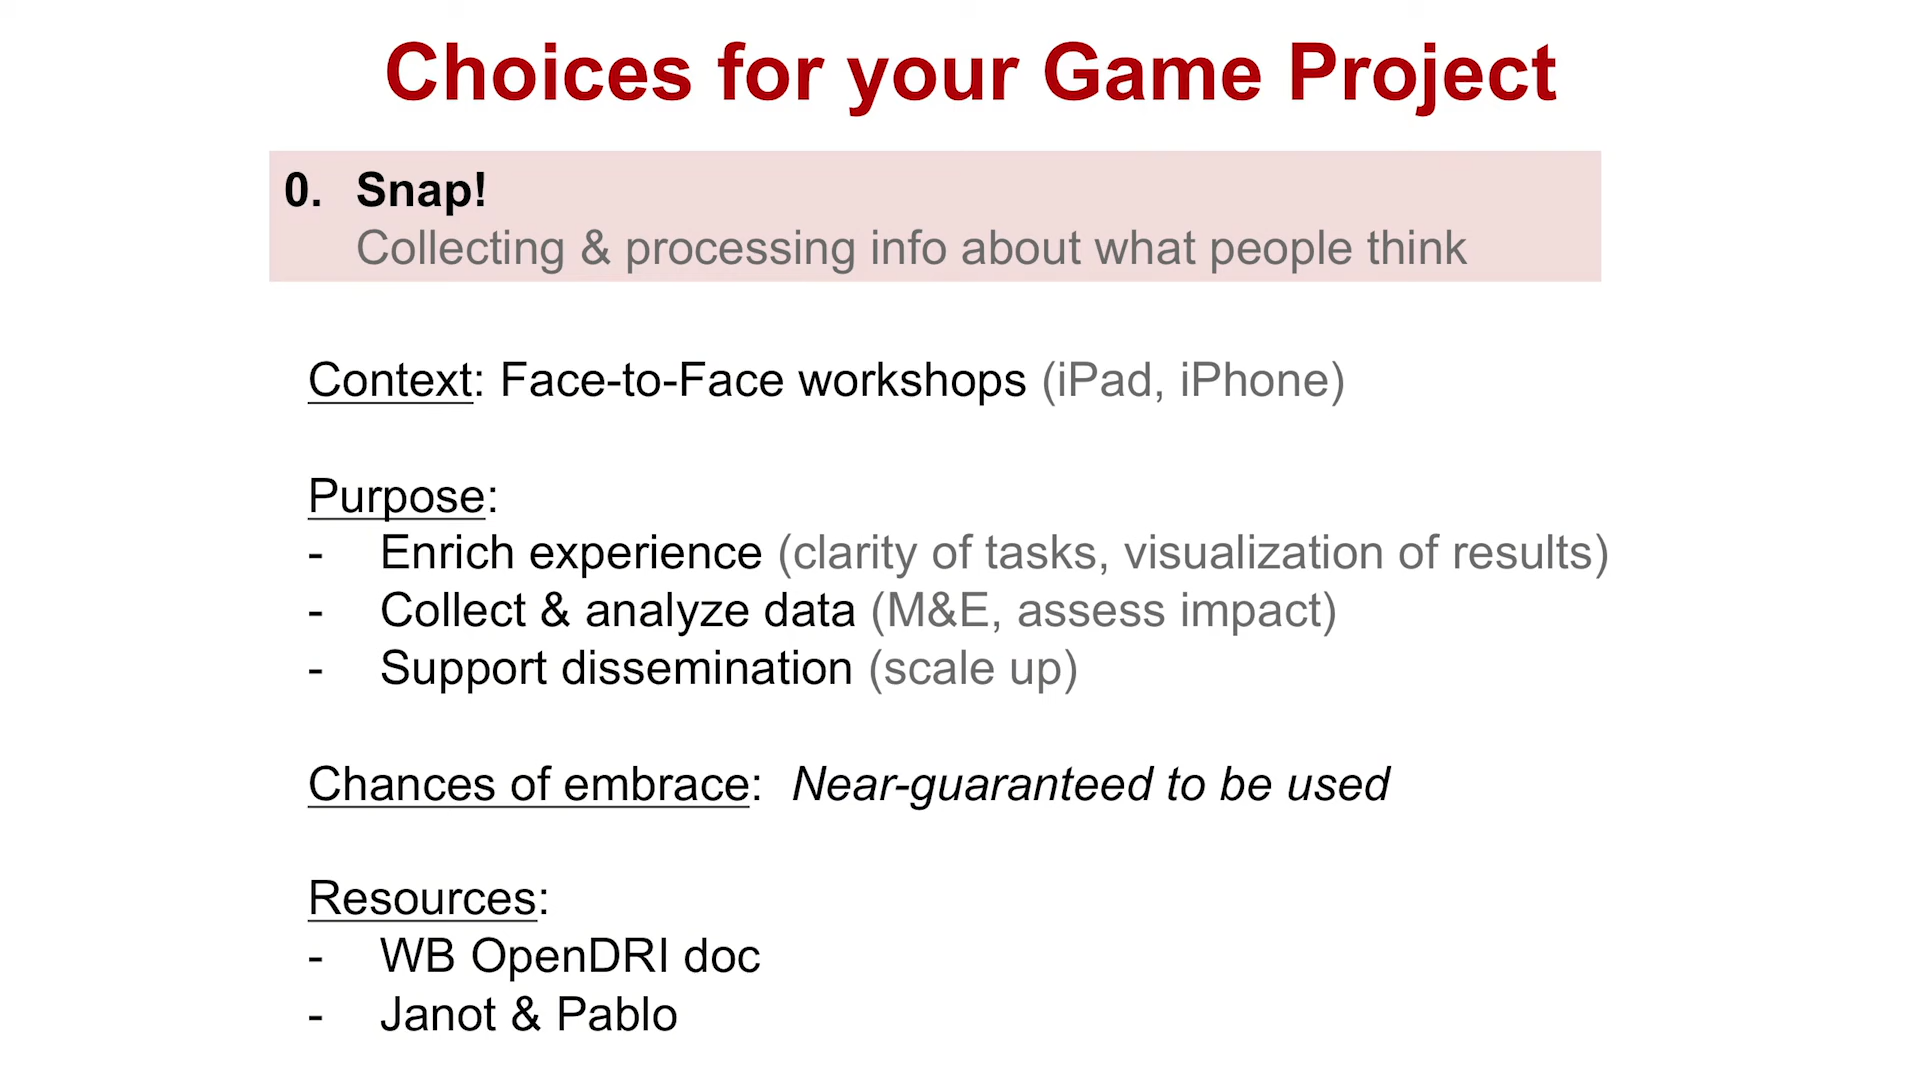 Choices for your Game Project
0. Snap!
Collecting & processing info about what people think
Context: Face-to-Face workshops (iPad, iPhone)
Purpose:
- Enrich experience (clarity of tasks, visualization of results)
- Collect & analyze data (M&E, assess impact)
- Support dissemination (scale up)
Chances of embrace: Near-guaranteed to be used
Resources:
- WB OpenDRI doc
- Janot & Pablo